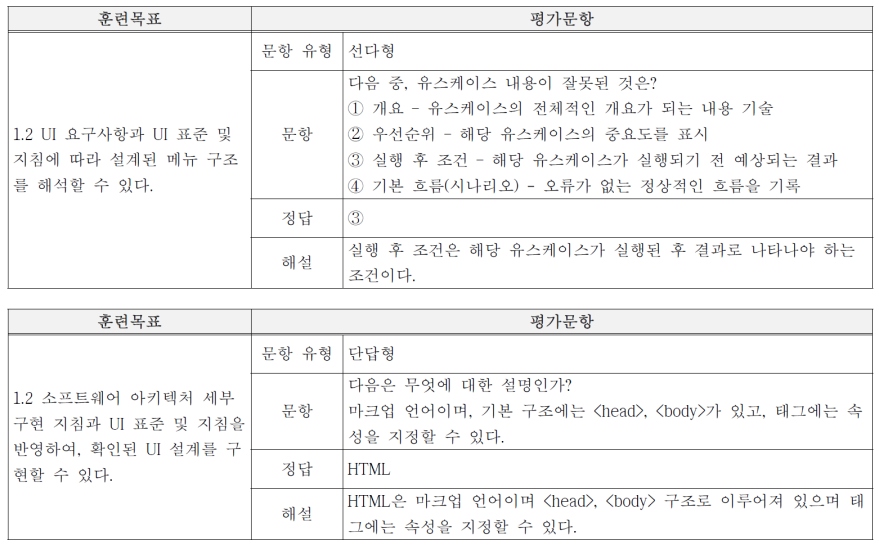 훈련목표 평가문항
문항 유형 선다형
1.2 UI 요구사항과 UI 표준 및
지침에 따라 설계된 메뉴 구조
를 해석할 수 있다.
문항
다음 중, 유스케이스 내용이 잘못된 것은?
① 개요 - 유스케이스의 전체적인 개요가 되는 내용 기술
② 우선순위 - 해당 유스케이스의 중요도를 표시
③ 실행 후 조건 - 해당 유스케이스가 실행되기 전 예상되는 결과
④ 기본 흐름(시나리오) - 오류가 없는 정상적인 흐름을 기록
정답 ③
해설
실행 후 조건은 해당 유스케이스가 실행된 후 결과로 나타나야 하는
조건이다.
훈련목표 평가문항
문항 유형 단답형
1.2 소프트웨어 아키텍처 세부
구현 지침과 UI 표준 및 지침을
반영하여, 확인된 UI 설계를 구
현할 수 있다.
문항
다음은 무엇에 대한 설명인가?
마크업 언어이며, 기본 구조에는 <head>, <body>가 있고, 태그에는 속
성을 지정할 수 있다.
정답 HTML
해설
HTML은 마크업 언어이며 <head>, <body> 구조로 이루어져 있으며 태
그에는 속성을 지정할 수 있다.